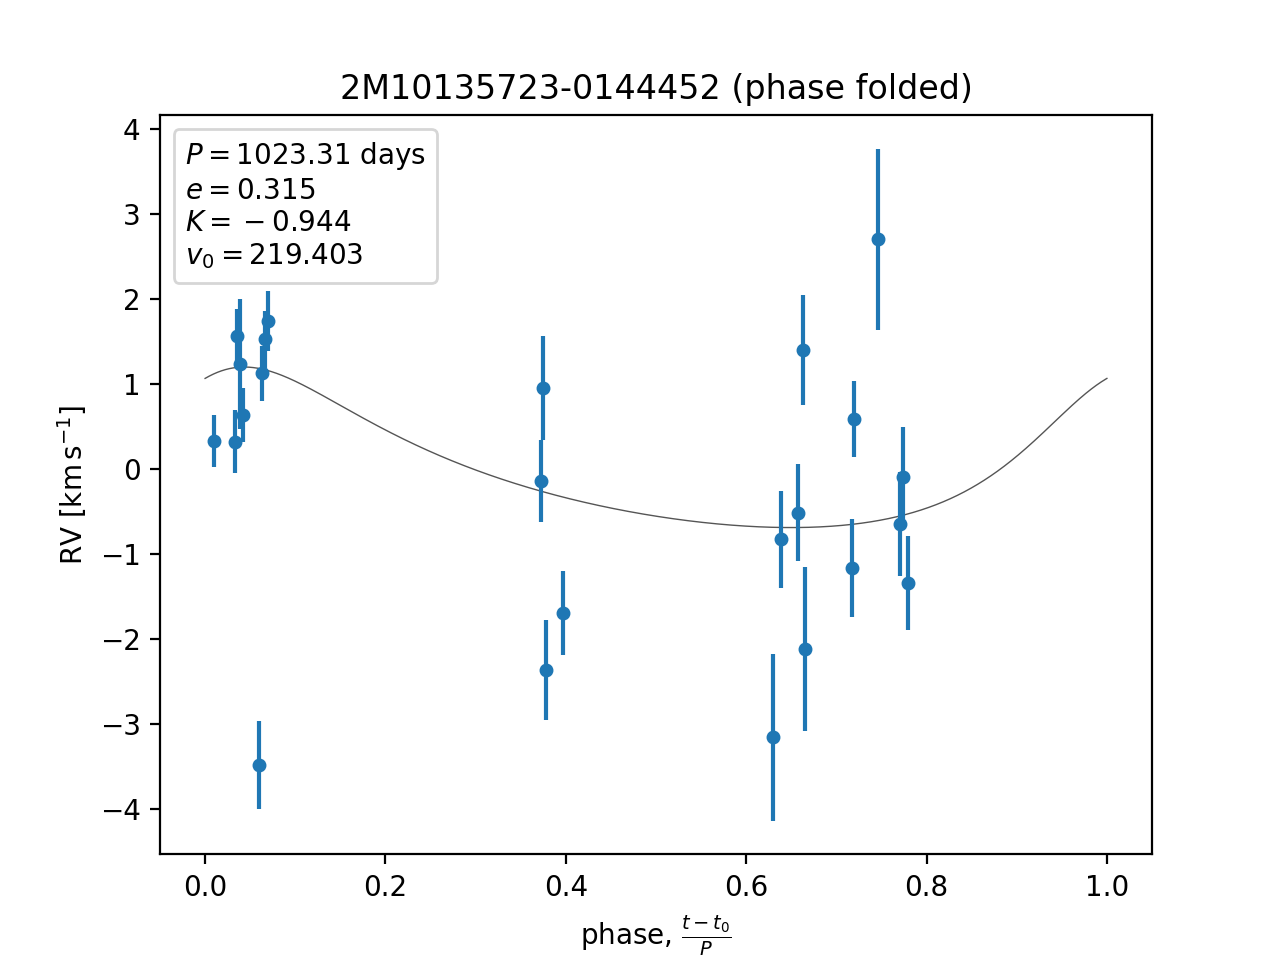 2M10135723-0144452 (phase folded)
P = 1023.31 days
e = 0.315
K = −0.944
v₀ = 219.403
RV [km s⁻¹]
4
3
2
1
0
−1
−2
−3
−4
0.0 0.2 0.4 0.6 0.8 1.0
phase, (t − t₀)/P